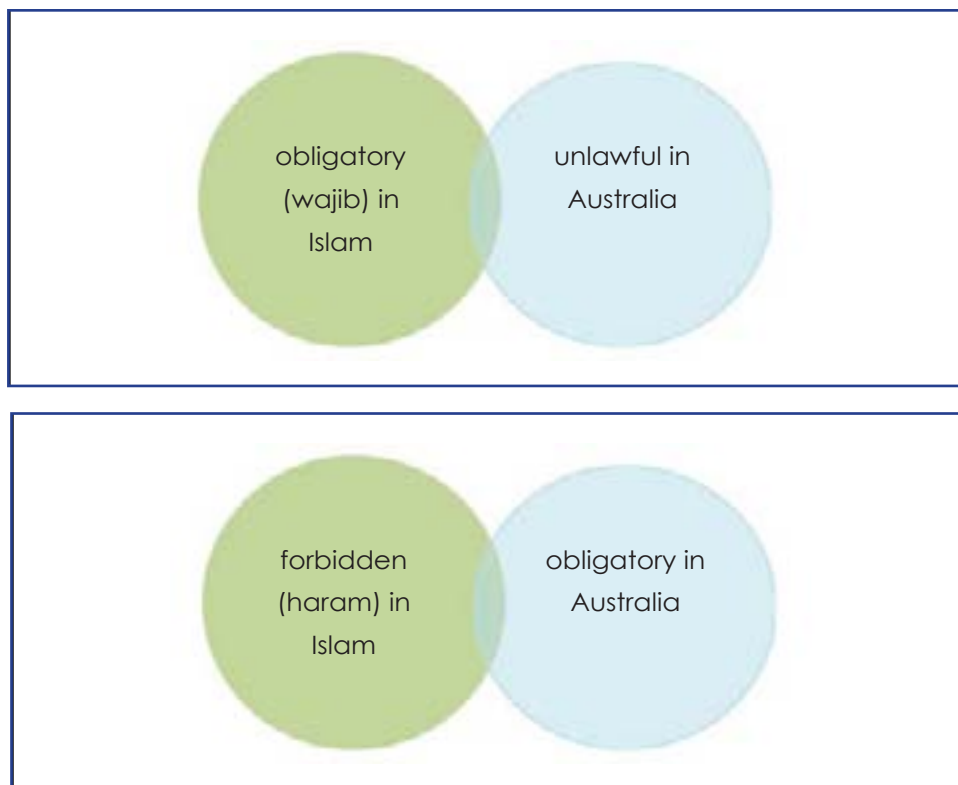 obligatory
(wajib) in
Islam
unlawful in
Australia
forbidden
(haram) in
Islam
obligatory in
Australia